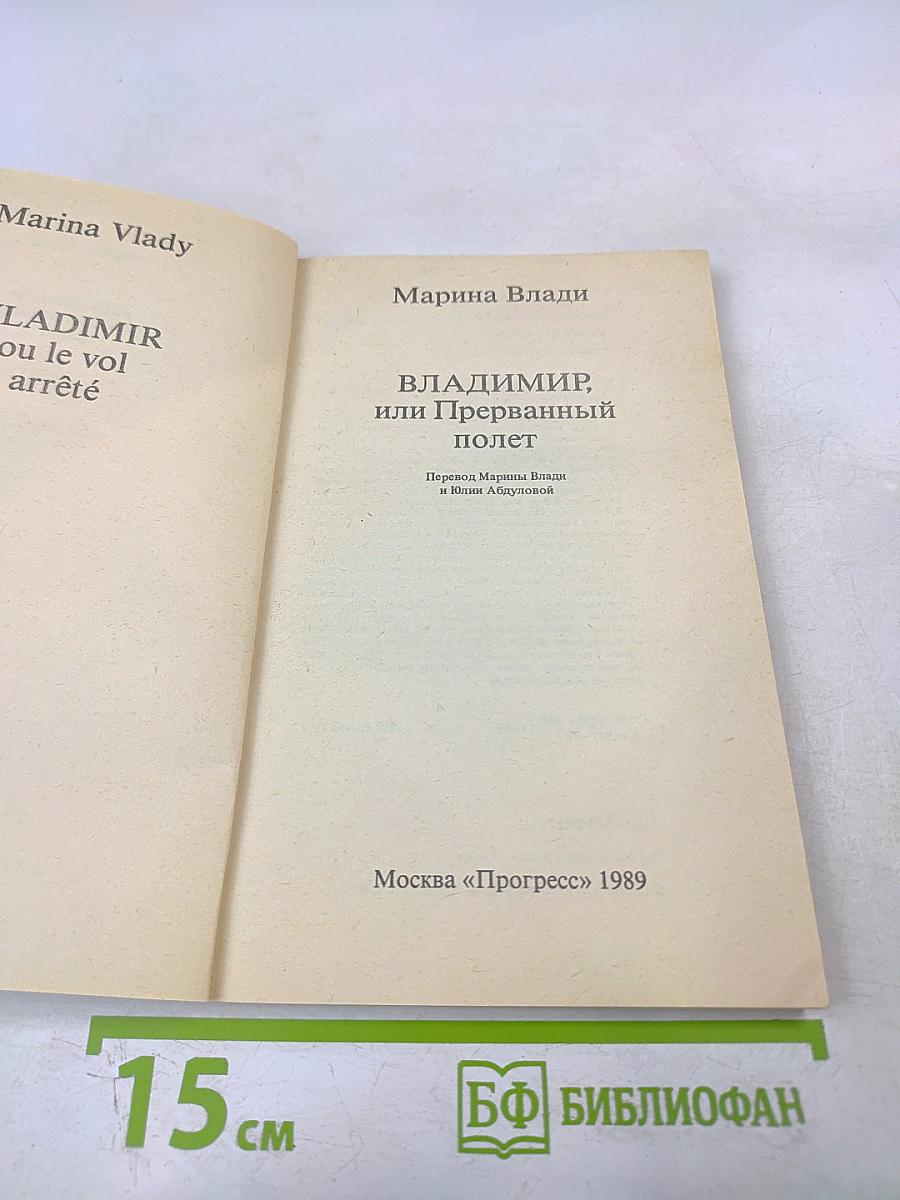 Marina Vlady
VLADIMIR
ou le vol
arrêté
Марина Влади
ВЛАДИМИР,
или Прерванный
полет
Перевод Марины Влади
и Юлии Абдуловой
Москва «Прогресс» 1989
15 см
БФ БИБЛИОФАН